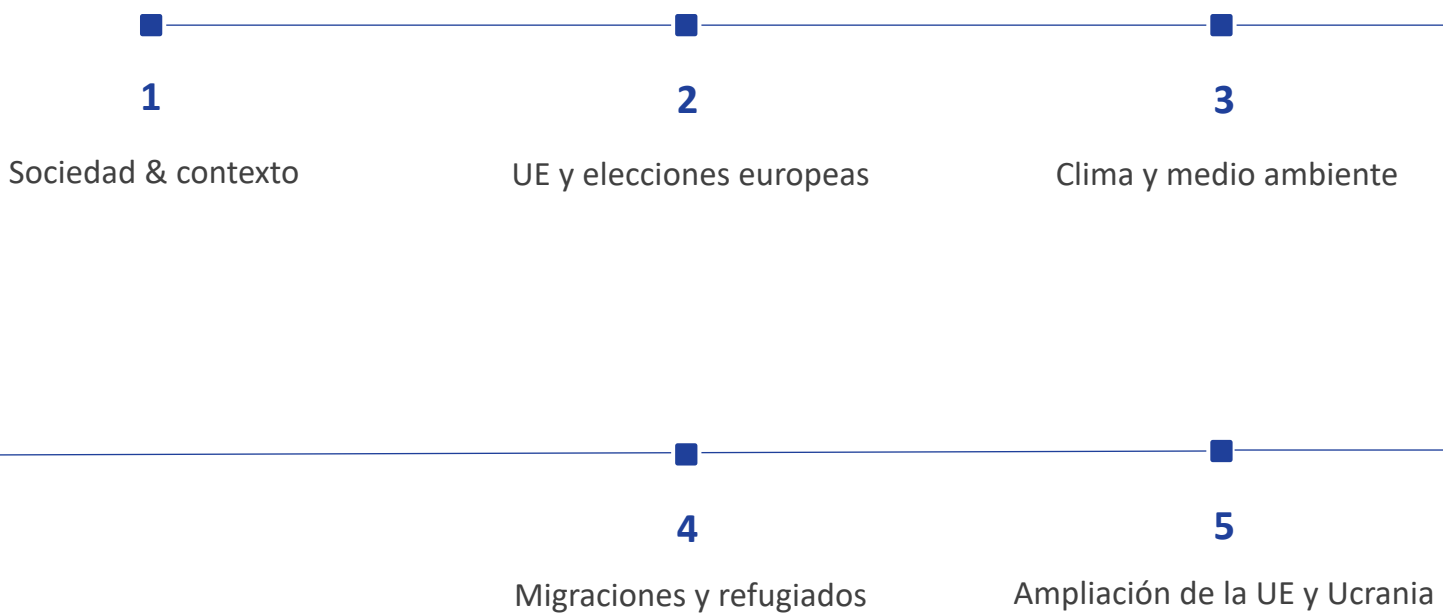 1
2
3
Sociedad & contexto
UE y elecciones europeas
Clima y medio ambiente
4
5
Migraciones y refugiados
Ampliación de la UE y Ucrania